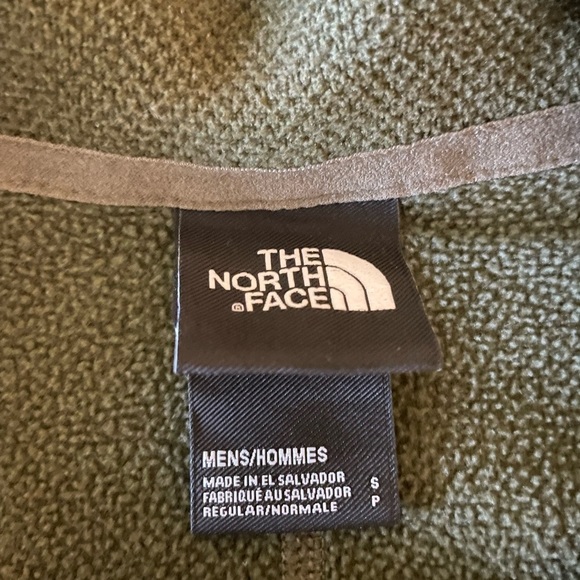 THE
NORTH
®FACE
MENS/HOMMES
MADE IN EL SALVADOR
FABRIQUÉ AU SALVADOR
REGULAR/NORMALE
S
P